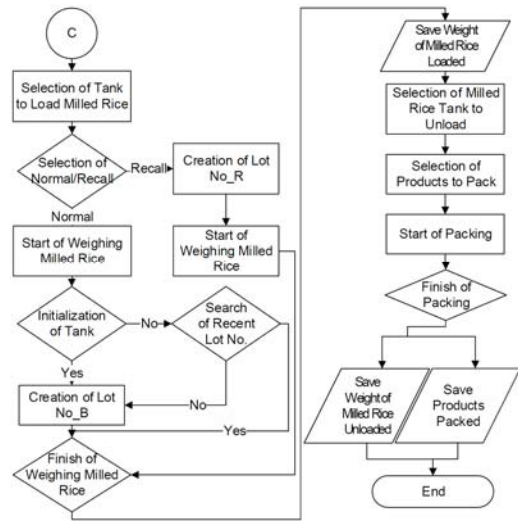 C
Selection of Tank
to Load Milled Rice
Selection of
Normal/Recall
Recall
Creation of Lot
No_R
Normal
Start of Weighing
Milled Rice
Start of
Weighing Milled
Rice
Initialization
of Tank
No
Search
of Recent
Lot No.
Yes
No
Creation of Lot
No_B
Yes
Finish of
Weighing Milled
Rice
Save Weight
of Milled Rice
Loaded
Selection of Milled
Rice Tank to
Unload
Selection of
Products to Pack
Start of Packing
Finish of
Packing
Save
Weight of
Milled Rice
Unloaded
Save
Products
Packed
End